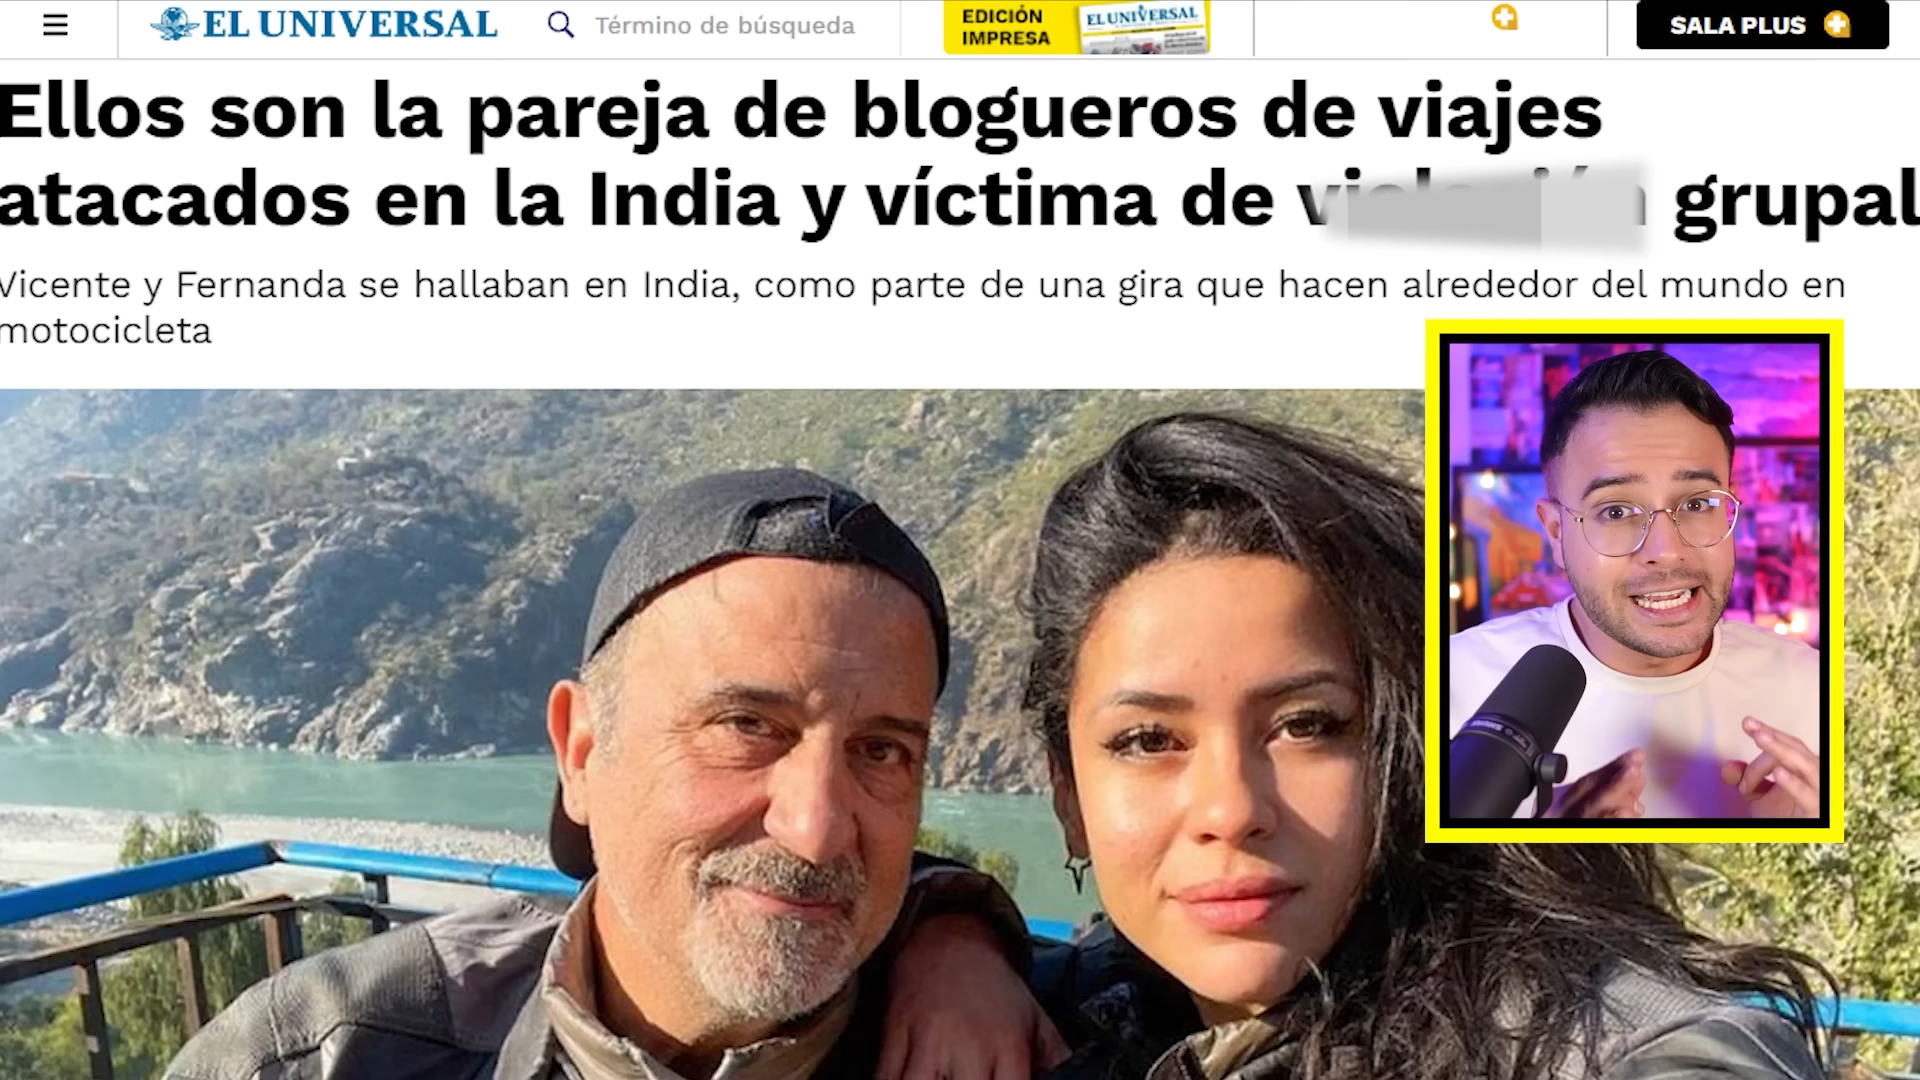 EL UNIVERSAL
Término de búsqueda
EDICIÓN
IMPRESA
EL UNIVERSAL
SALA PLUS
Ellos son la pareja de blogueros de viajes
atacados en la India y víctima de grupal
Vicente y Fernanda se hallaban en India, como parte de una gira que hacen alrededor del mundo en
motocicleta